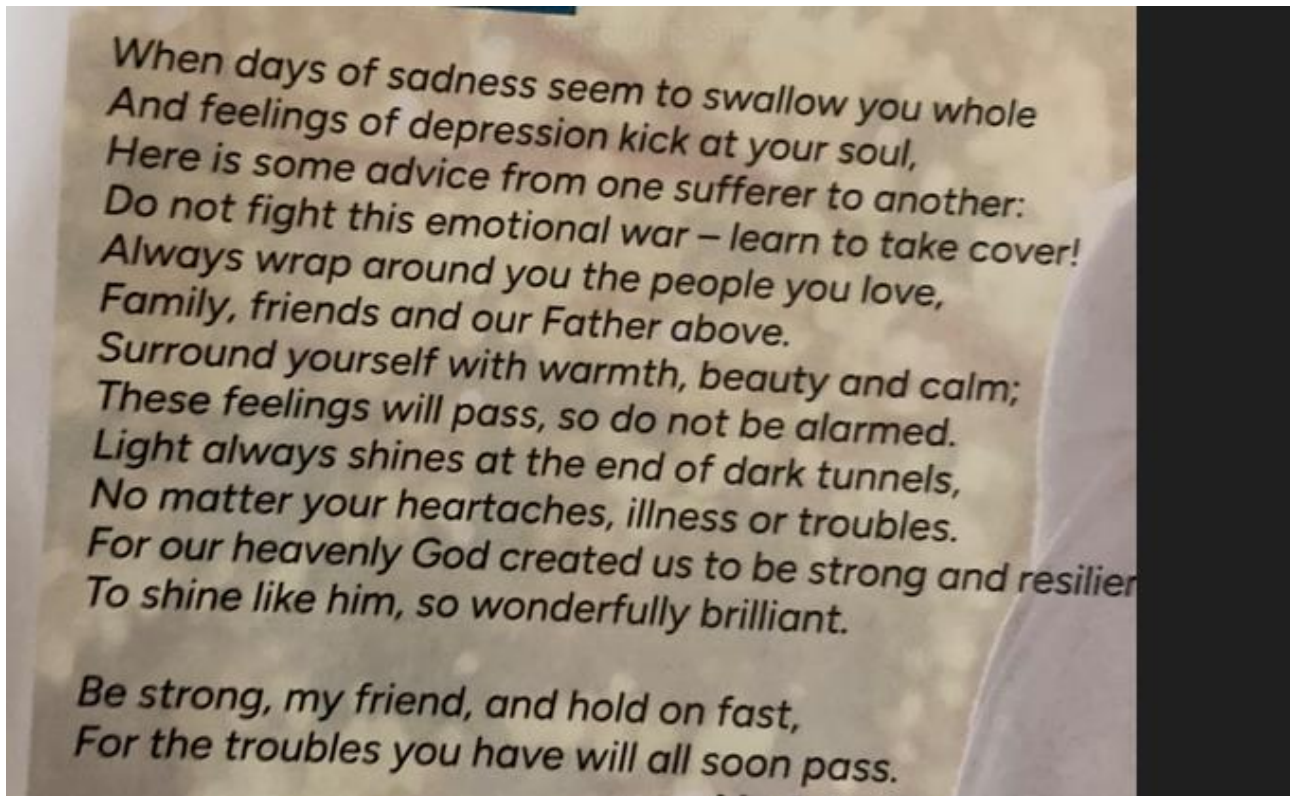 When days of sadness seem to swallow you whole
And feelings of depression kick at your soul,
Here is some advice from one sufferer to another:
Do not fight this emotional war – learn to take cover!
Always wrap around you the people you love,
Family, friends and our Father above.
Surround yourself with warmth, beauty and calm;
These feelings will pass, so do not be alarmed.
Light always shines at the end of dark tunnels,
No matter your heartaches, illness or troubles.
For our heavenly God created us to be strong and resilien
To shine like him, so wonderfully brilliant.
Be strong, my friend, and hold on fast,
For the troubles you have will all soon pass.